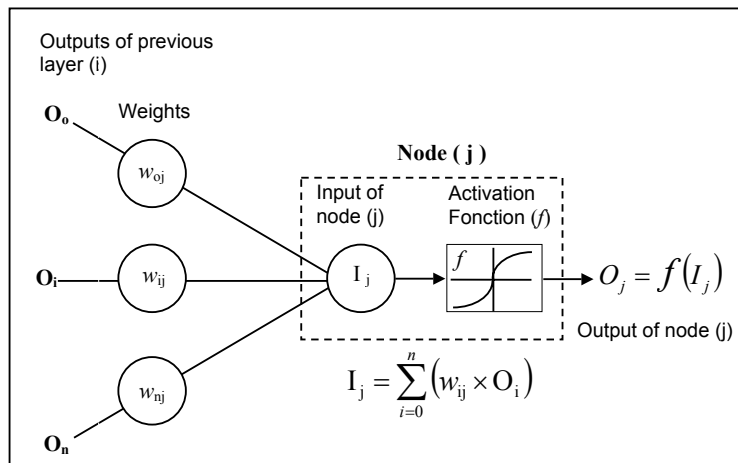 Outputs of previous
layer (i)
Oₒ
Weights
wₒⱼ
Node ( j )
Input of
node (j)
Activation
Fonction (f)
Oᵢ
wᵢⱼ
I ⱼ
f
Oⱼ = f(Iⱼ)
Output of node (j)
Iⱼ = ∑ⁿᵢ₌₀ (wᵢⱼ × Oᵢ)
wₙⱼ
Oₙ